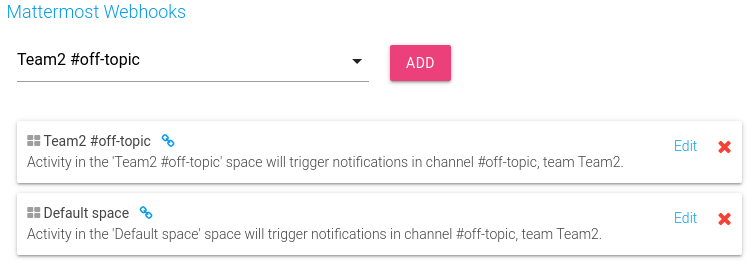 Mattermost Webhooks
Team2 #off-topic
ADD
Team2 #off-topic
Edit
Activity in the 'Team2 #off-topic' space will trigger notifications in channel #off-topic, team Team2.
Default space
Edit
Activity in the 'Default space' space will trigger notifications in channel #off-topic, team Team2.